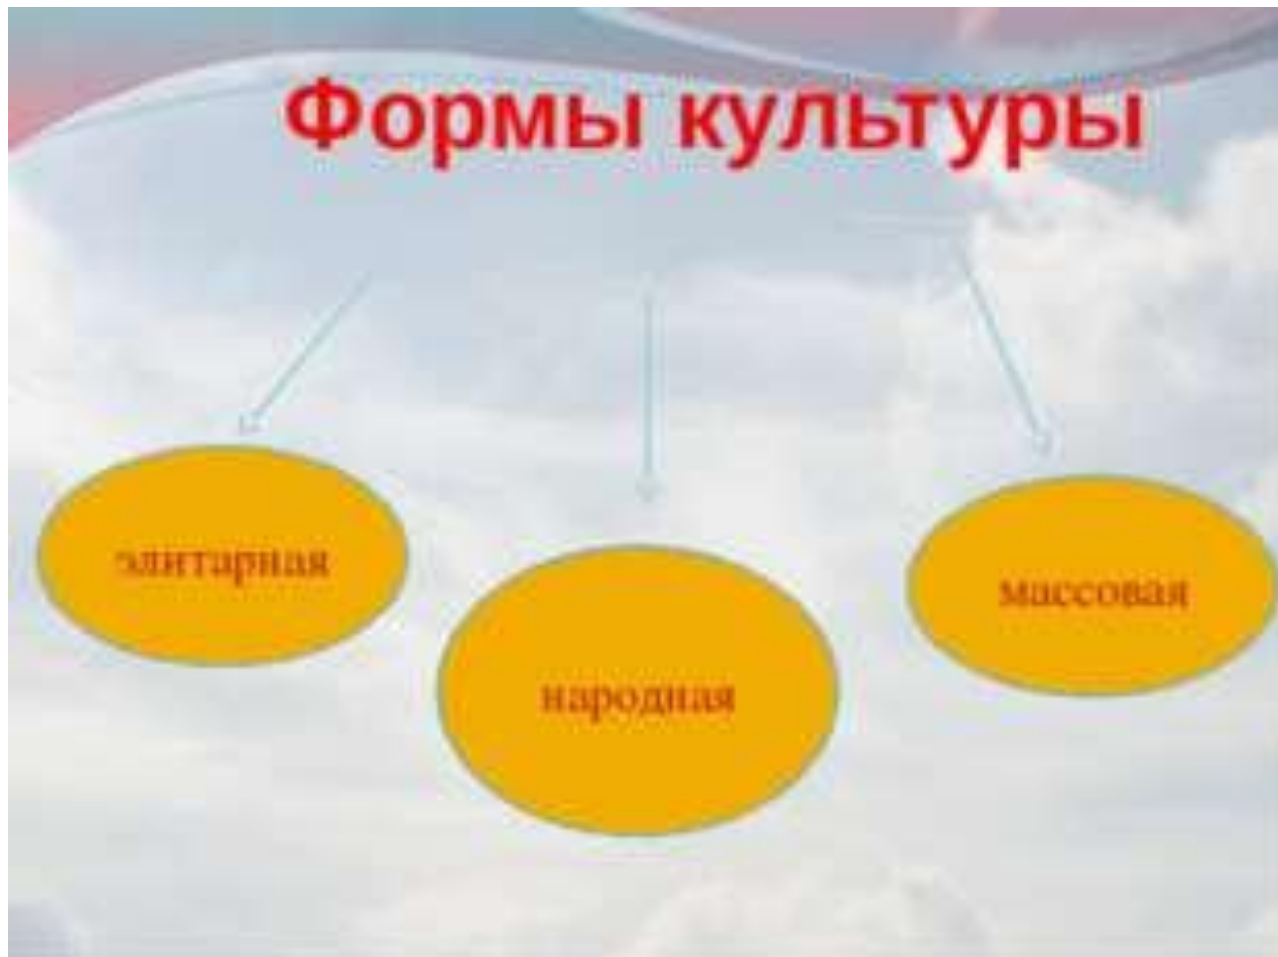 Формы культуры
элитарная
народная
массовая